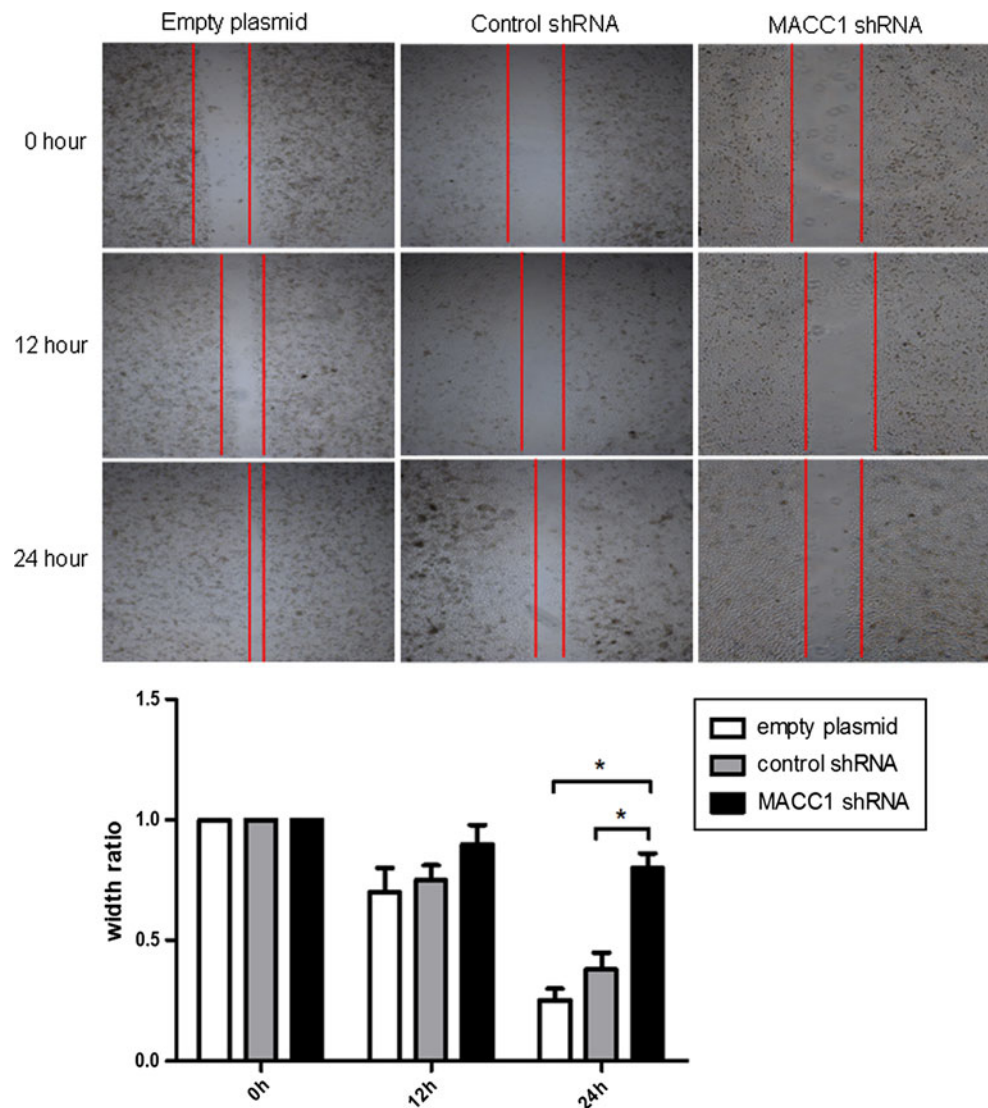 Empty plasmid Control shRNA MACC1 shRNA
0 hour
12 hour
24 hour
1.5
1.0
0.5
0.0
width ratio
* 
*
0h 12h 24h
empty plasmid
control shRNA
MACC1 shRNA